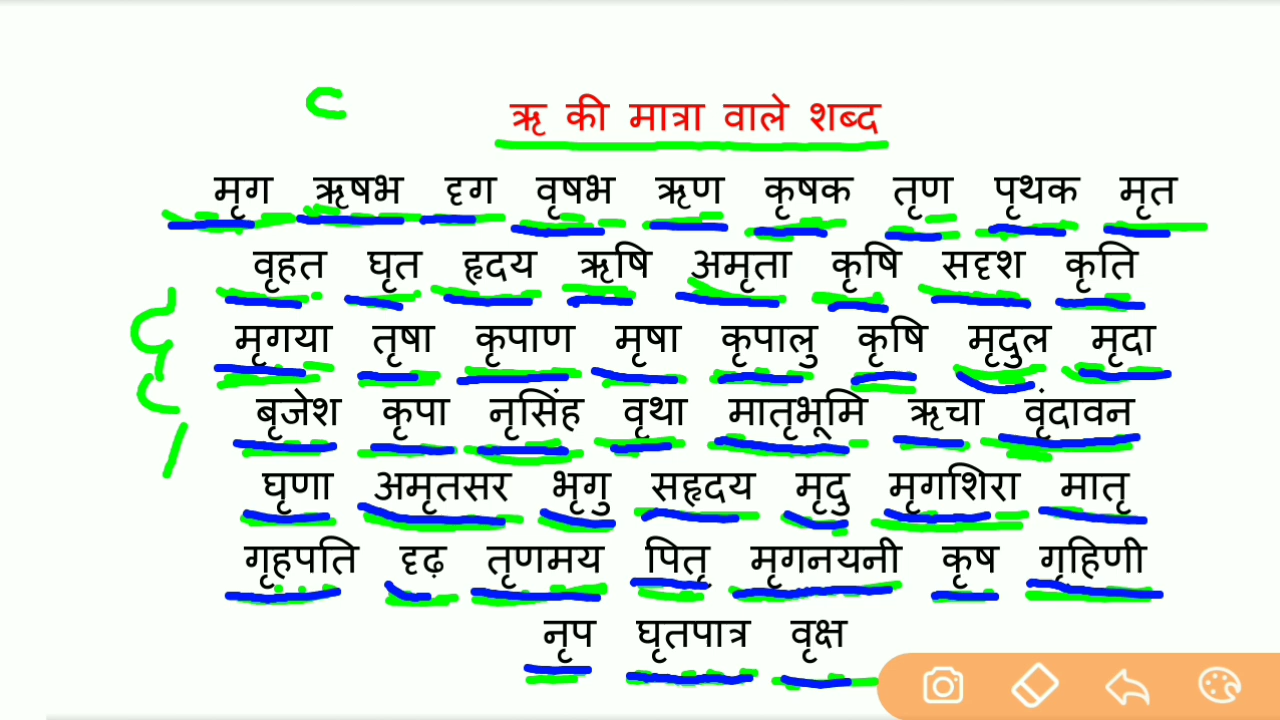 ऋ की मात्रा वाले शब्द
मृग ऋषभ दृग वृषभ ऋण कृषक तृण पृथक मृत
वृहत घृत हृदय ऋषि अमृता कृषि सदृश कृति
मृगया तृषा कृपाण मृषा कृपालु कृषि मृदुल मृदा
बृजेश कृपा नृसिंह वृथा मातृभूमि ऋचा वृंदावन
घृणा अमृतसर भृगु सहृदय मृदु मृगशिरा मातृ
गृहपति दृढ़ तृणमय पितृ मृगनयनी कृष गृहिणी
नृप घृतपात्र वृक्ष